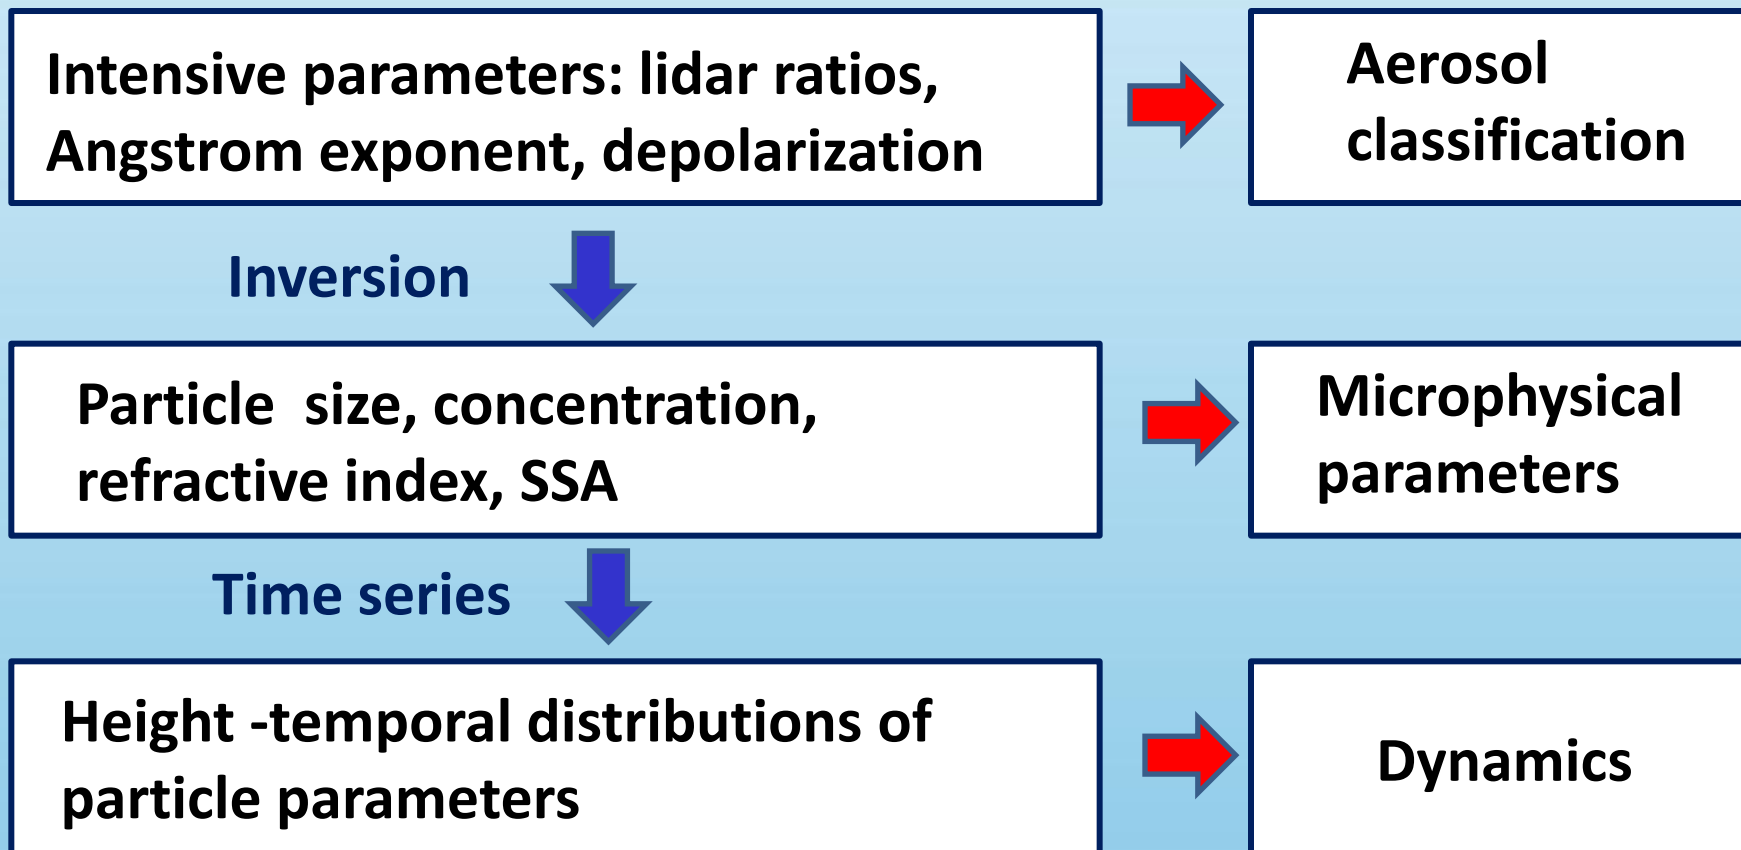 Intensive parameters: lidar ratios,
Angstrom exponent, depolarization
Aerosol
classification
Inversion
Particle  size, concentration,
refractive index, SSA
Microphysical
parameters
Time series
Height -temporal distributions of
particle parameters
Dynamics